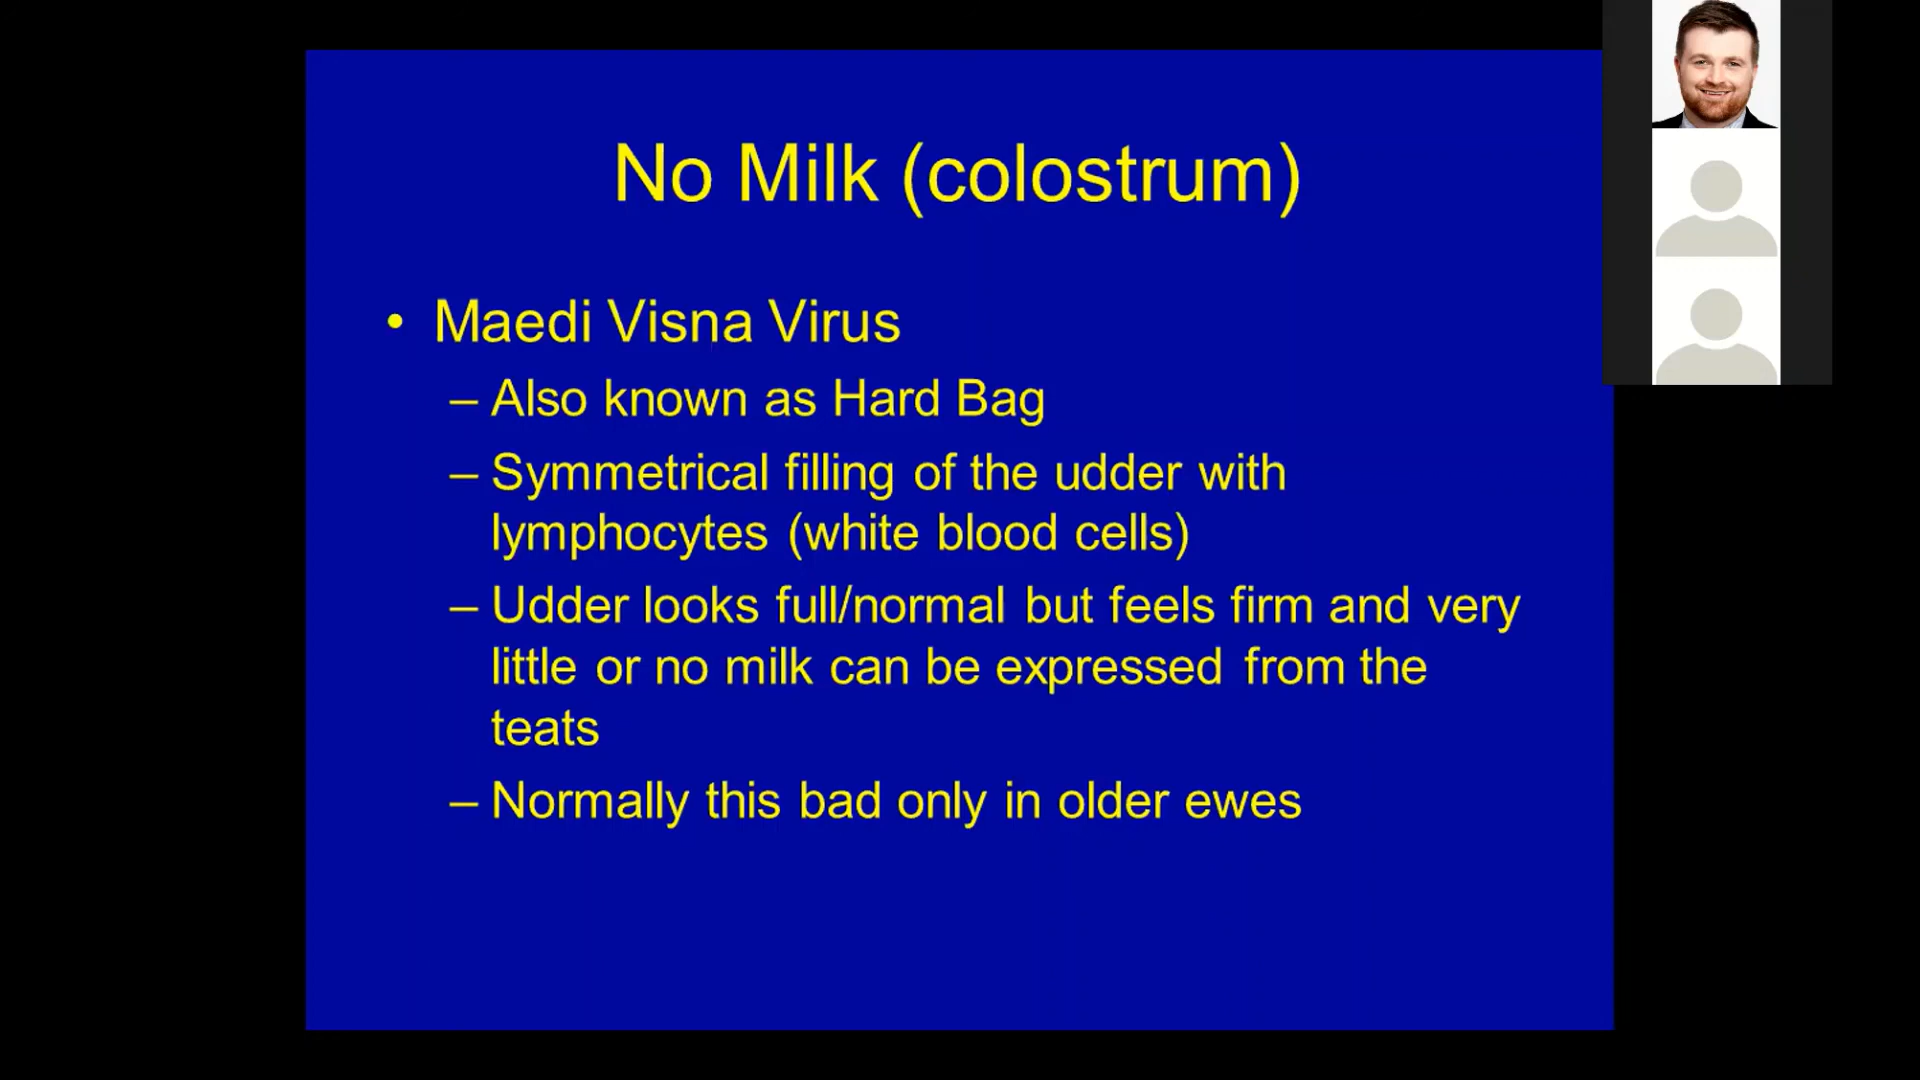 No Milk (colostrum)
• Maedi Visna Virus
– Also known as Hard Bag
– Symmetrical filling of the udder with
lymphocytes (white blood cells)
– Udder looks full/normal but feels firm and very
little or no milk can be expressed from the
teats
– Normally this bad only in older ewes